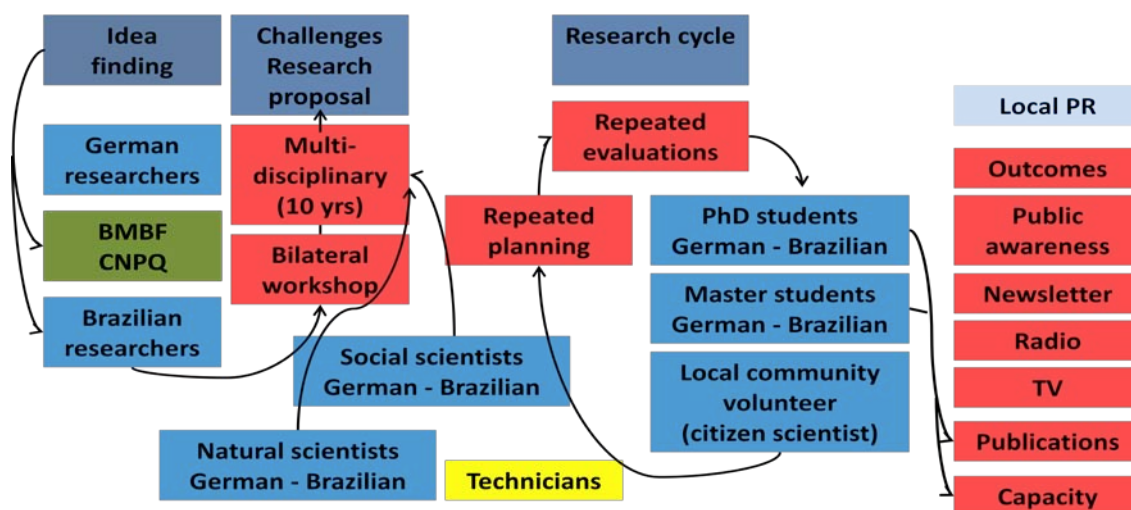 Idea
finding
German
researchers
BMBF
CNPQ
Brazilian
researchers
Challenges
Research
proposal
Multi-
disciplinary
(10 yrs)
Bilateral
workshop
Social scientists
German - Brazilian
Natural scientists
German - Brazilian
Technicians
Research cycle
Repeated
evaluations
Repeated
planning
PhD students
German - Brazilian
Master students
German - Brazilian
Local community
volunteer
(citizen scientist)
Local PR
Outcomes
Public
awareness
Newsletter
Radio
TV
Publications
Capacity